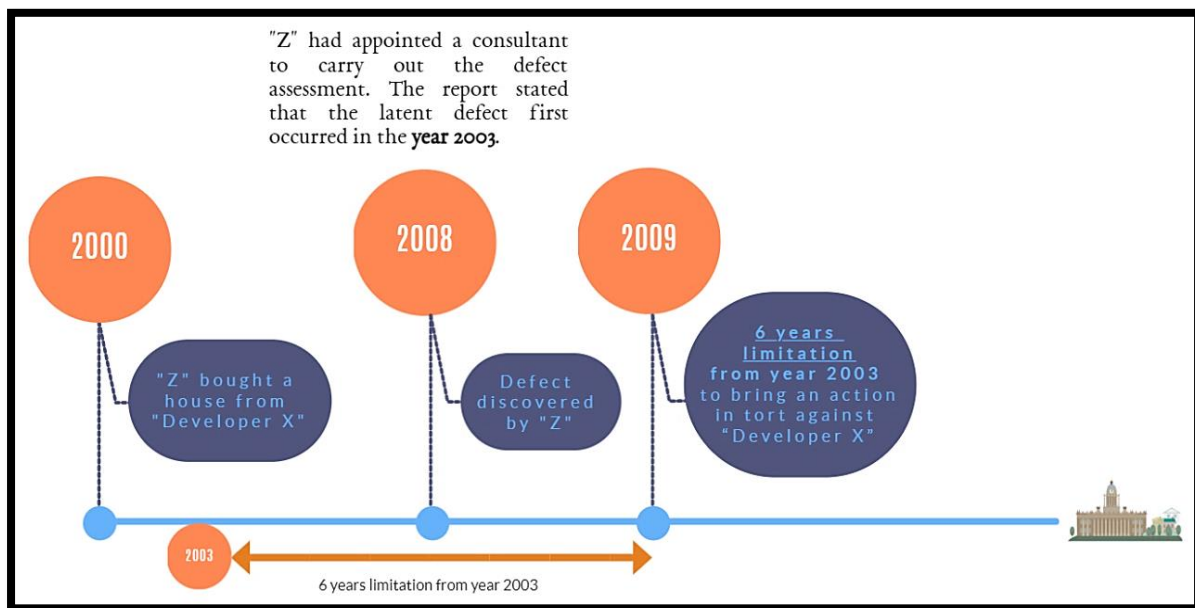 "Z" had appointed a consultant
to carry out the defect
assessment. The report stated
that the latent defect first
occurred in the year 2003.
2000
2008
2009
"Z" bought a
house from
"Developer X"
Defect
discovered
by "Z"
6 years
limitation
from year 2003
to bring an action
in tort against
“Developer X”
2003
6 years limitation from year 2003